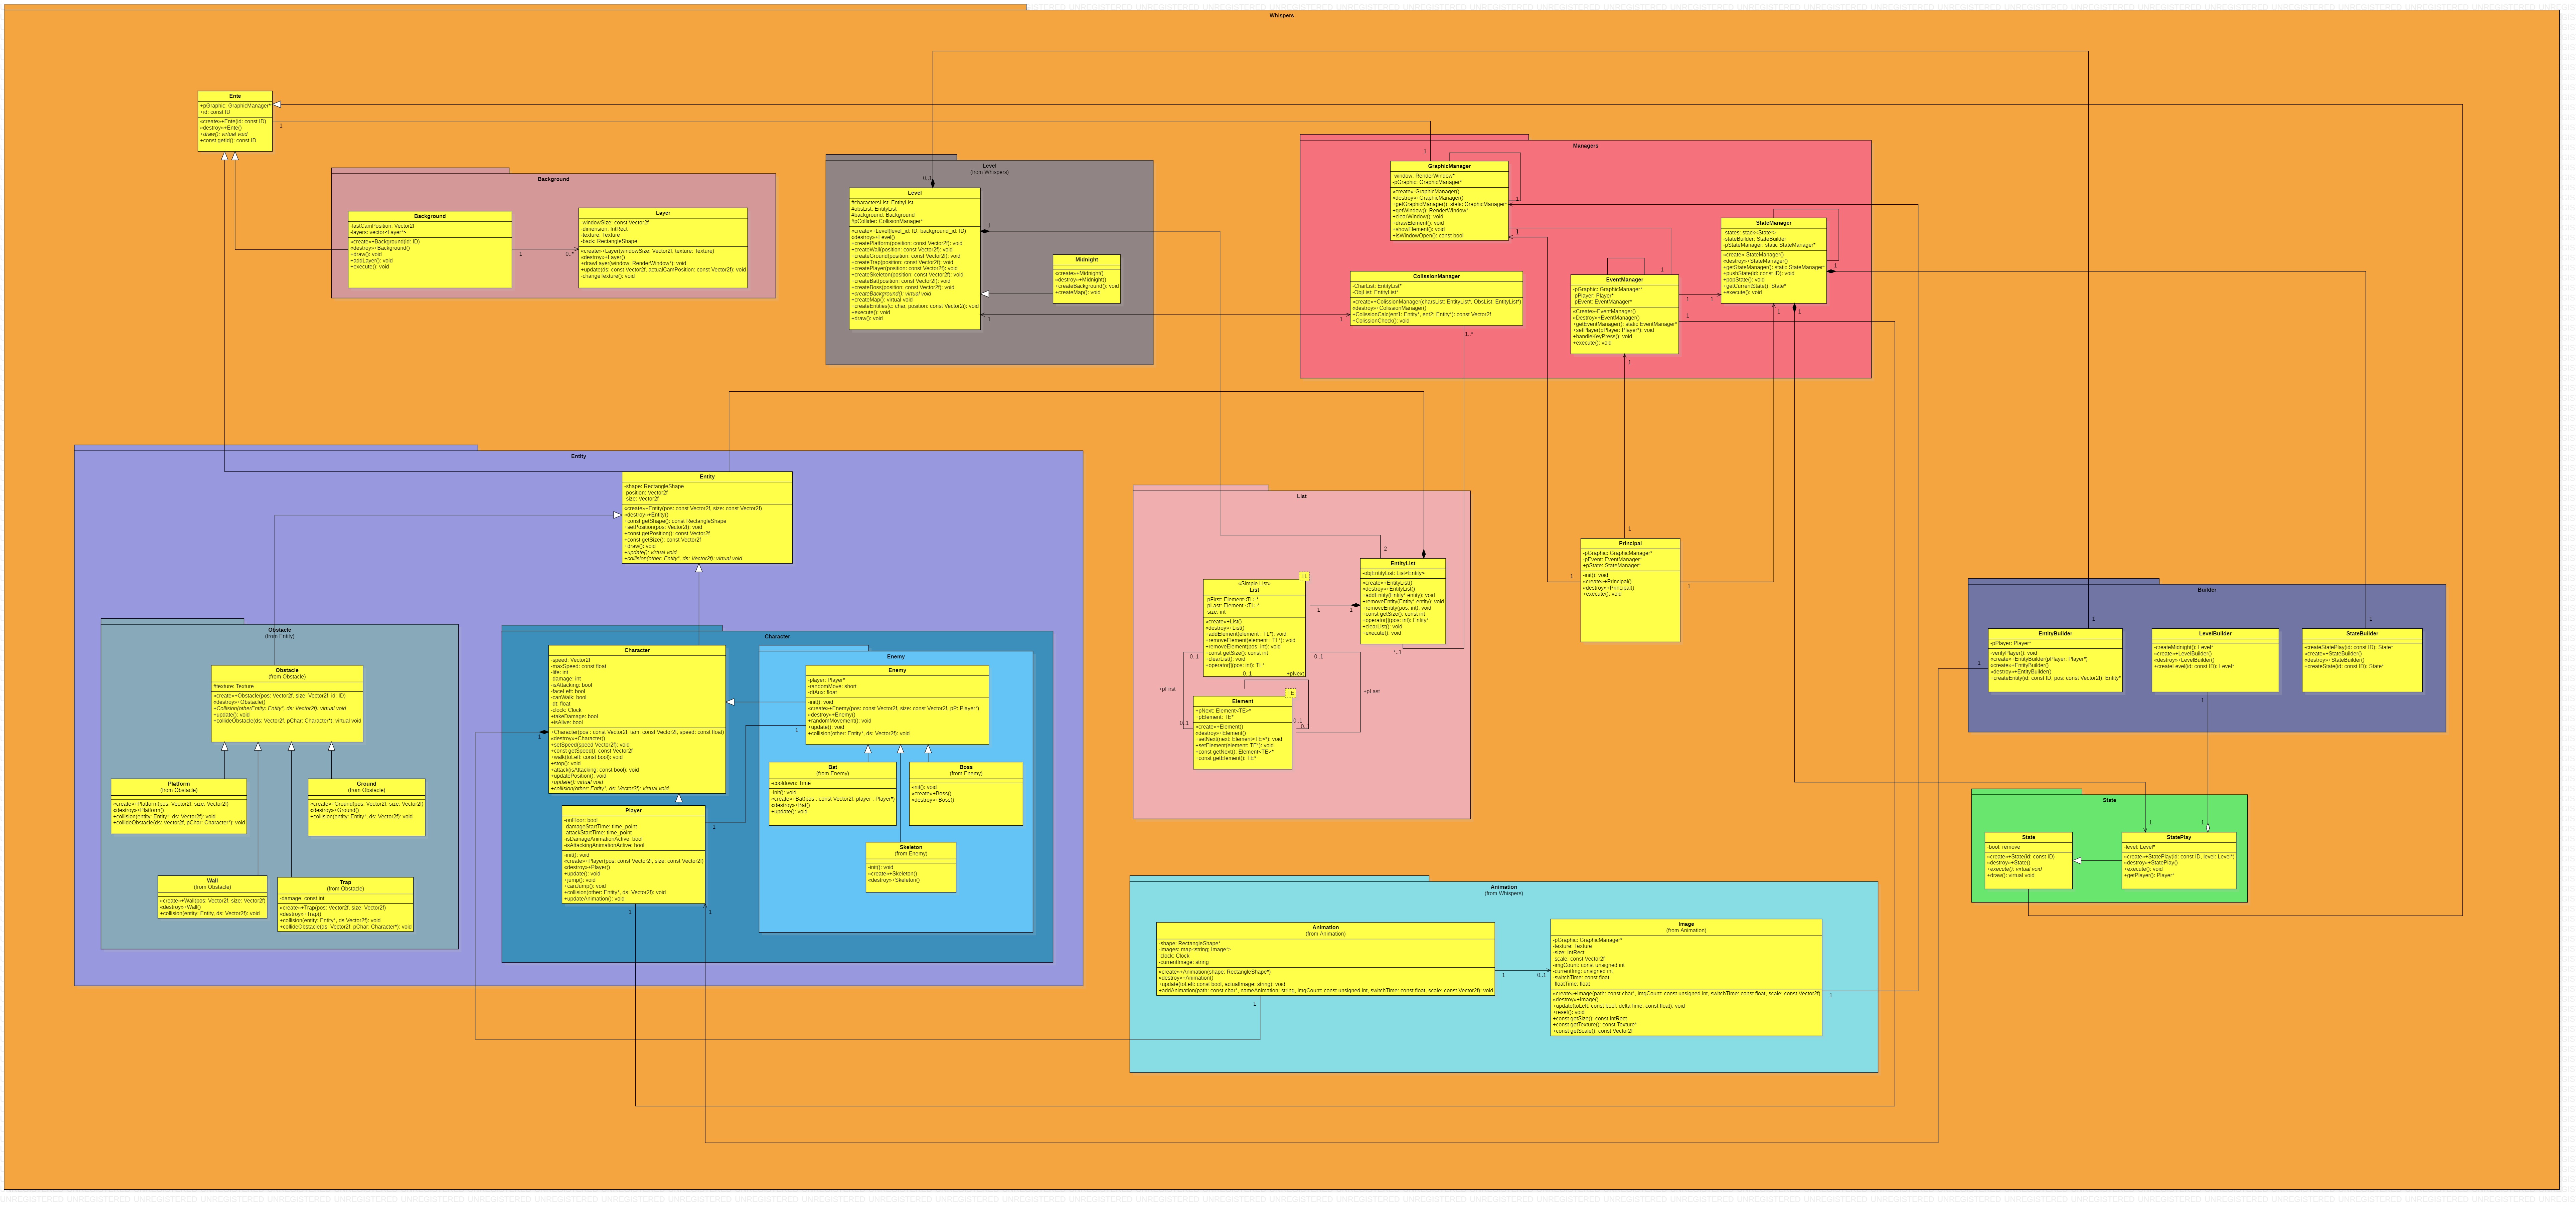 Whispers
Ente
+pGraphic: GraphicManager*
+id: const ID
«create»+Ente(id: const ID)
«destroy»+Ente()
+draw(): virtual void
+const getId(): const ID
1
Background
Background
-lastCamPosition: Vector2f
-layers: vector<Layer*>
«create»+Background(id: ID)
«destroy»+Background()
+draw(): void
+addLayer(): void
+execute(): void
1
0..*
Layer
-windowSize: const Vector2f
-dimension: IntRect
-texture: Texture
-back: RectangleShape
«create»+Layer(windowSize: Vector2f, texture: Texture)
«destroy»+Layer()
+drawLayer(window: RenderWindow*): void
+update(ds: const Vector2f, actualCamPosition: const Vector2f): void
-changeTexture(): void
Level
(from Whispers)
0..1
Level
#charactersList: EntityList
#obsList: EntityList
#background: Background
#pCollider: CollisionManager*
«create»+Level(level_id: ID, background_id: ID)
«destroy»+Level()
+createPlatform(position: const Vector2f): void
+createWall(position: const Vector2f): void
+createGround(position: const Vector2f): void
+createTrap(position: const Vector2f): void
+createPlayer(position: const Vector2f): void
+createSkeleton(position: const Vector2f): void
+createBat(position: const Vector2f): void
+createBoss(position: const Vector2f): void
+createBackground(): virtual void
+createMap(): virtual void
+createEntities(c: char, position: const Vector2i): void
+execute(): void
+draw(): void
1
1
Midnight
«create»+Midnight()
«destroy»+Midnight()
+createBackground(): void
+createMap(): void
Managers
1
GraphicManager
-window: RenderWindow*
-pGraphic: GraphicManager*
«create»-GraphicManager()
«destroy»+GraphicManager()
+getGraphicManager(): static GraphicManager*
+getWindow(): RenderWindow*
+clearWindow(): void
+drawElement(): void
+showElement(): void
+isWindowOpen(): const bool
1
1
ColissionManager
-CharList: EntityList*
-ObjList: EntityList*
«create»+ColissionManager(charsList: EntityList*, ObsList: EntityList*)
«destroy»+ColissionManager()
+ColissionCalc(ent1: Entity*, ent2: Entity*): const Vector2f
+ColissionCheck(): void
1
1..*
EventManager
-pGraphic: GraphicManager*
-pPlayer: Player*
-pEvent: EventManager*
«Create»-EventManager()
«Destroy»+EventManager()
+getEventManager(): static EventManager*
+setPlayer(pPlayer: Player*): void
+handleKeyPress(): void
+execute(): void
1
1
1
1
1
StateManager
-states: stack<State*>
-stateBuilder: StateBuilder
-pStateManager: static StateManager*
«create»-StateManager()
«destroy»+StateManager()
+getStateManager(): static StateManager*
+pushState(id: const ID): void
+popState(): void
+getCurrentState(): State*
+execute(): void
1
1
1
Entity
Entity
-shape: RectangleShape
-position: Vector2f
-size: Vector2f
«create»+Entity(pos: const Vector2f, size: const Vector2f)
«destroy»+Entity()
+const getShape(): const RectangleShape
+setPosition(pos: Vector2f): void
+const getPosition(): const Vector2f
+const getSize(): const Vector2f
+draw(): void
+update(): virtual void
+collision(other: Entity*, ds: Vector2f): virtual void
Obstacle
(from Entity)
Obstacle
(from Obstacle)
#texture: Texture
«create»+Obstacle(pos: Vector2f, size: Vector2f, id: ID)
«destroy»+Obstacle()
+Collision(otherEntity: Entity*, ds: Vector2f): virtual void
+update(): void
+collideObstacle(ds: Vector2f, pChar: Character*): virtual void
Platform
(from Obstacle)
«create»+Platform(pos: Vector2f, size: Vector2f)
«destroy»+Platform()
+collision(entity: Entity*, ds: Vector2f): void
+collideObstacle(ds: Vector2f, pChar: Character*): void
Ground
(from Obstacle)
«create»+Ground(pos: Vector2f, size: Vector2f)
«destroy»+Ground()
+collision(entity: Entity*, ds: Vector2f): void
Wall
(from Obstacle)
«create»+Wall(pos: Vector2f, size: Vector2f)
«destroy»+Wall()
+collision(entity: Entity, ds: Vector2f): void
Trap
(from Obstacle)
-damage: const int
«create»+Trap(pos: Vector2f, size: Vector2f)
«destroy»+Trap()
+collision(entity: Entity*, ds Vector2f): void
+collideObstacle(ds: Vector2f, pChar: Character*): void
Character
Character
-speed: Vector2f
-maxSpeed: const float
-life: int
-damage: int
-isAttacking: bool
-faceLeft: bool
-canWalk: bool
-dt: float
-clock: Clock
+takeDamage: bool
+isAlive: bool
+Character(pos : const Vector2f, tam: const Vector2f, speed: const float)
«destroy»+Character()
+setSpeed(speed Vector2f): void
+const getSpeed(): const Vector2f
+walk(toLeft: const bool): void
+stop(): void
+attack(isAttacking: const bool): void
+updatePosition(): void
+update(): virtual void
+collision(other: Entity*, ds: Vector2f): virtual void
1
Player
-onFloor: bool
-damageStartTime: time_point
-attackStartTime: time_point
-isDamageAnimationActive: bool
-isAttackingAnimationActive: bool
-init(): void
«create»+Player(pos: const Vector2f, size: const Vector2f)
«destroy»+Player()
+update(): void
+jump(): void
+canJump(): void
+collision(other: Entity*, ds: Vector2f): void
+updateAnimation(): void
1
1
1
Enemy
Enemy
-player: Player*
-randomMove: short
-dtAux: float
-init(): void
«create»+Enemy(pos: const Vector2f, size: const Vector2f, pP: Player*)
«destroy»+Enemy()
+randomMovement(): void
+update(): void
+collision(other: Entity*, ds: Vector2f): void
1
Bat
(from Enemy)
-cooldown: Time
-init(): void
«create»+Bat(pos : const Vector2f, player : Player*)
«destroy»+Bat()
+update(): void
Boss
(from Enemy)
-init(): void
«create»+Boss()
«destroy»+Boss()
Skeleton
(from Enemy)
-init(): void
«create»+Skeleton()
«destroy»+Skeleton()
List
2
TL
«Simple List»
List
-pFirst: Element<TL>*
-pLast: Element <TL>*
-size: int
«create»+List()
«destroy»+List()
+addElement(element : TL*): void
+removeElement(element : TL*): void
+removeElement(pos: int): void
+const getSize(): const int
+clearList(): void
+operator[](pos: int): TL*
1
1
EntityList
-objEntityList: List<Entity>
«create»+EntityList()
«destroy»+EntityList()
+addEntity(Entity* entity): void
+removeEntity(Entity* entity): void
+removeEntity(pos: int): void
+const getSize(): const int
+operator[](pos: int): Entity*
+clearList(): void
+execute(): void
*..1
0..1
0..1
0..1
+pNext
+pFirst
+pLast
TE
Element
+pNext: Element<TE>*
+pElement: TE*
«create»+Element()
«destroy»+Element()
+setNext(next: Element<TE>*): void
+setElement(element: TE*): void
+const getNext(): Element<TE>*
+const getElement(): TE*
0..1
0..1
0..1
1
Principal
-pGraphic: GraphicManager*
-pEvent: EventManager*
+pState: StateManager*
-init(): void
«create»+Principal()
«destroy»+Principal()
+execute(): void
1
1
Builder
1
1
EntityBuilder
-pPlayer: Player*
-verifyPlayer(): void
«create»+EntityBuilder(pPlayer: Player*)
«create»+EntityBuilder()
«destroy»+EntityBuilder()
+createEntity(id: const ID, pos: const Vector2f): Entity*
1
LevelBuilder
-createMidnight(): Level*
«create»+LevelBuilder()
«destroy»+LevelBuilder()
+createLevel(id: const ID): Level*
1
StateBuilder
-createStatePlay(id: const ID): State*
«create»+StateBuilder()
«destroy»+StateBuilder()
+createState(id: const ID): State*
State
State
-bool: remove
«create»+State(id: const ID)
«destroy»+State()
+execute(): virtual void
+draw(): virtual void
1
1
StatePlay
-level: Level*
«create»+StatePlay(id: const ID, level: Level*)
«destroy»+StatePlay()
+execute(): void
+getPlayer(): Player*
Animation
(from Whispers)
Animation
(from Animation)
-shape: RectangleShape*
-images: map<string; Image*>
-clock: Clock
-currentImage: string
«create»+Animation(shape: RectangleShape*)
«destroy»+Animation()
+update(toLeft: const bool, actualImage: string): void
+addAnimation(path: const char*, nameAnimation: string, imgCount: const unsigned int, switchTime: const float, scale: const Vector2f): void
1
1
0..1
Image
(from Animation)
-pGraphic: GraphicManager*
-texture: Texture
-size: IntRect
-scale: const Vector2f
-imgCount: const unsigned int
-currentImg: unsigned int
-switchTime: const float
-floatTime: float
«create»+Image(path: const char*, imgCount: const unsigned int, switchTime: const float, scale: const Vector2f)
«destroy»+Image()
+update(toLeft: const bool, deltaTime: const float): void
+reset(): void
+const getSize(): const IntRect
+const getTexture(): const Texture*
+const getScale(): const Vector2f
1